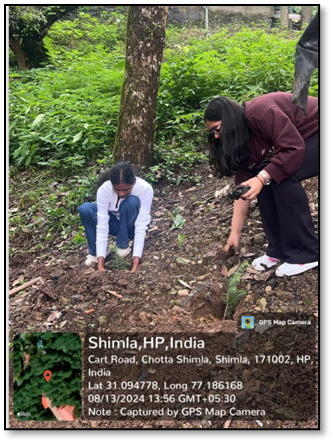 GPS Map Camera
Shimla,HP,India
Cart Road, Chotta Shimla, Shimla, 171002, HP,
India
Lat 31.094778, Long 77.186168
08/13/2024 13:56 GMT+05:30
Note : Captured by GPS Map Camera